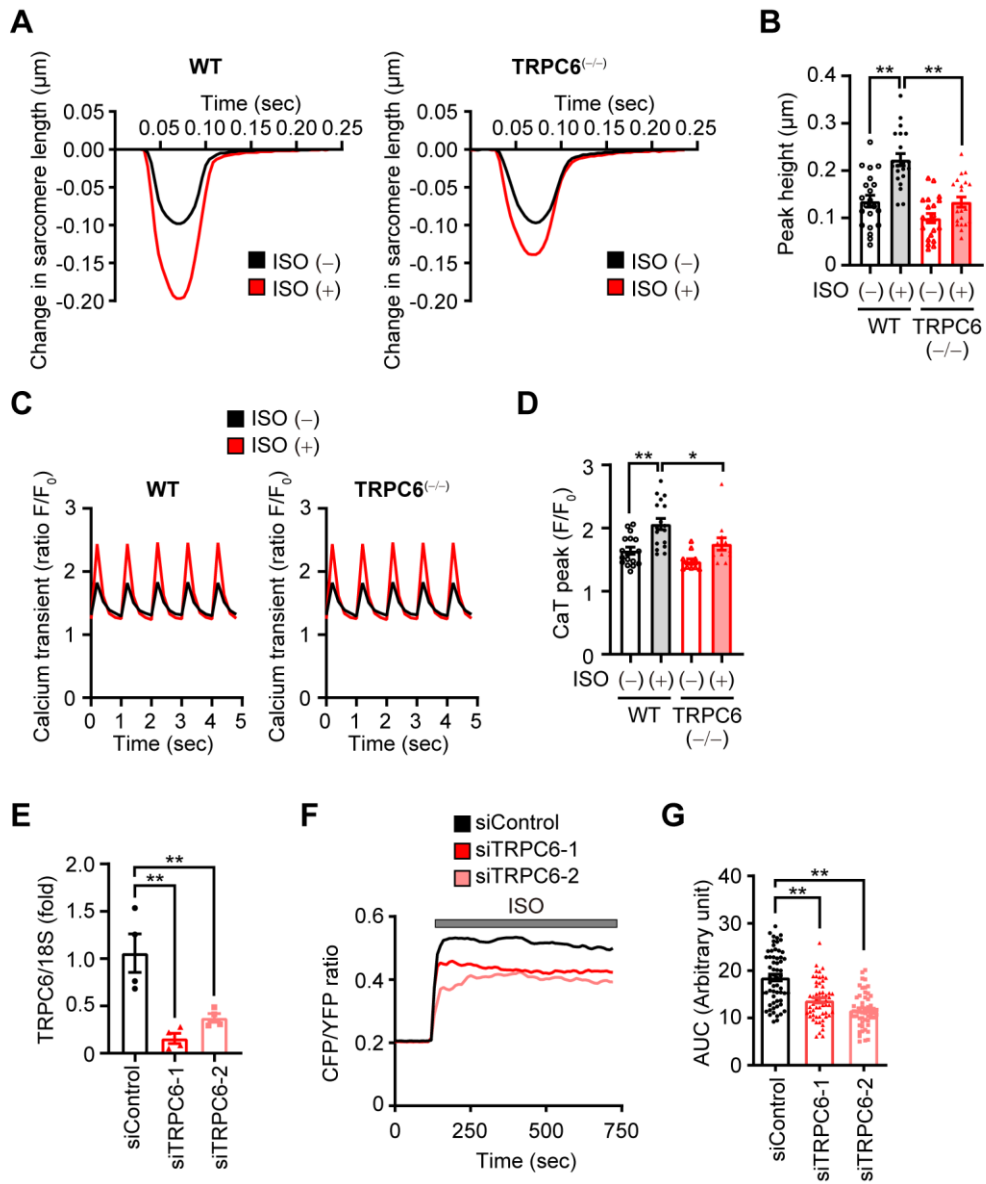 A
WT
TRPC6(−/−)
Time (sec)
0.05 0.10 0.20 0.25
0.05
0.00
-0.05
-0.10
-0.15
-0.20
Change in sarcomere length (μm)
ISO (−)
ISO (+)
Time (sec)
0.05 0.10 0.20 0.25
0.05
0.00
-0.05
-0.10
-0.15
-0.20
Change in sarcomere length (μm)
ISO (−)
ISO (+)
B
** **
0.4
0.3
0.2
0.1
0
Peak height (μm)
ISO (−) (+) (−) (+)
WT TRPC6
(−/−)
C
ISO (−)
ISO (+)
WT
TRPC6(−/−)
3
2
1
0
Calcium transient (ratio F/F0)
0 1 2 3 4 5
Time (sec)
3
2
1
0
Calcium transient (ratio F/F0)
0 1 2 3 4 5
Time (sec)
D
** *
3
2
1
0
CaT peak (F/F0)
ISO (−) (+) (−) (+)
WT TRPC6
(−/−)
E
**
**
2.0
1.5
1.0
0.5
0
TRPC6/18S (fold)
siControl
siTRPC6-1
siTRPC6-2
F
siControl
siTRPC6-1
siTRPC6-2
ISO
0.6
0.4
0.2
0
CFP/YFP ratio
0 250 500 750
Time (sec)
G
**
**
40
30
20
10
0
AUC (Arbitrary unit)
siControl
siTRPC6-1
siTRPC6-2